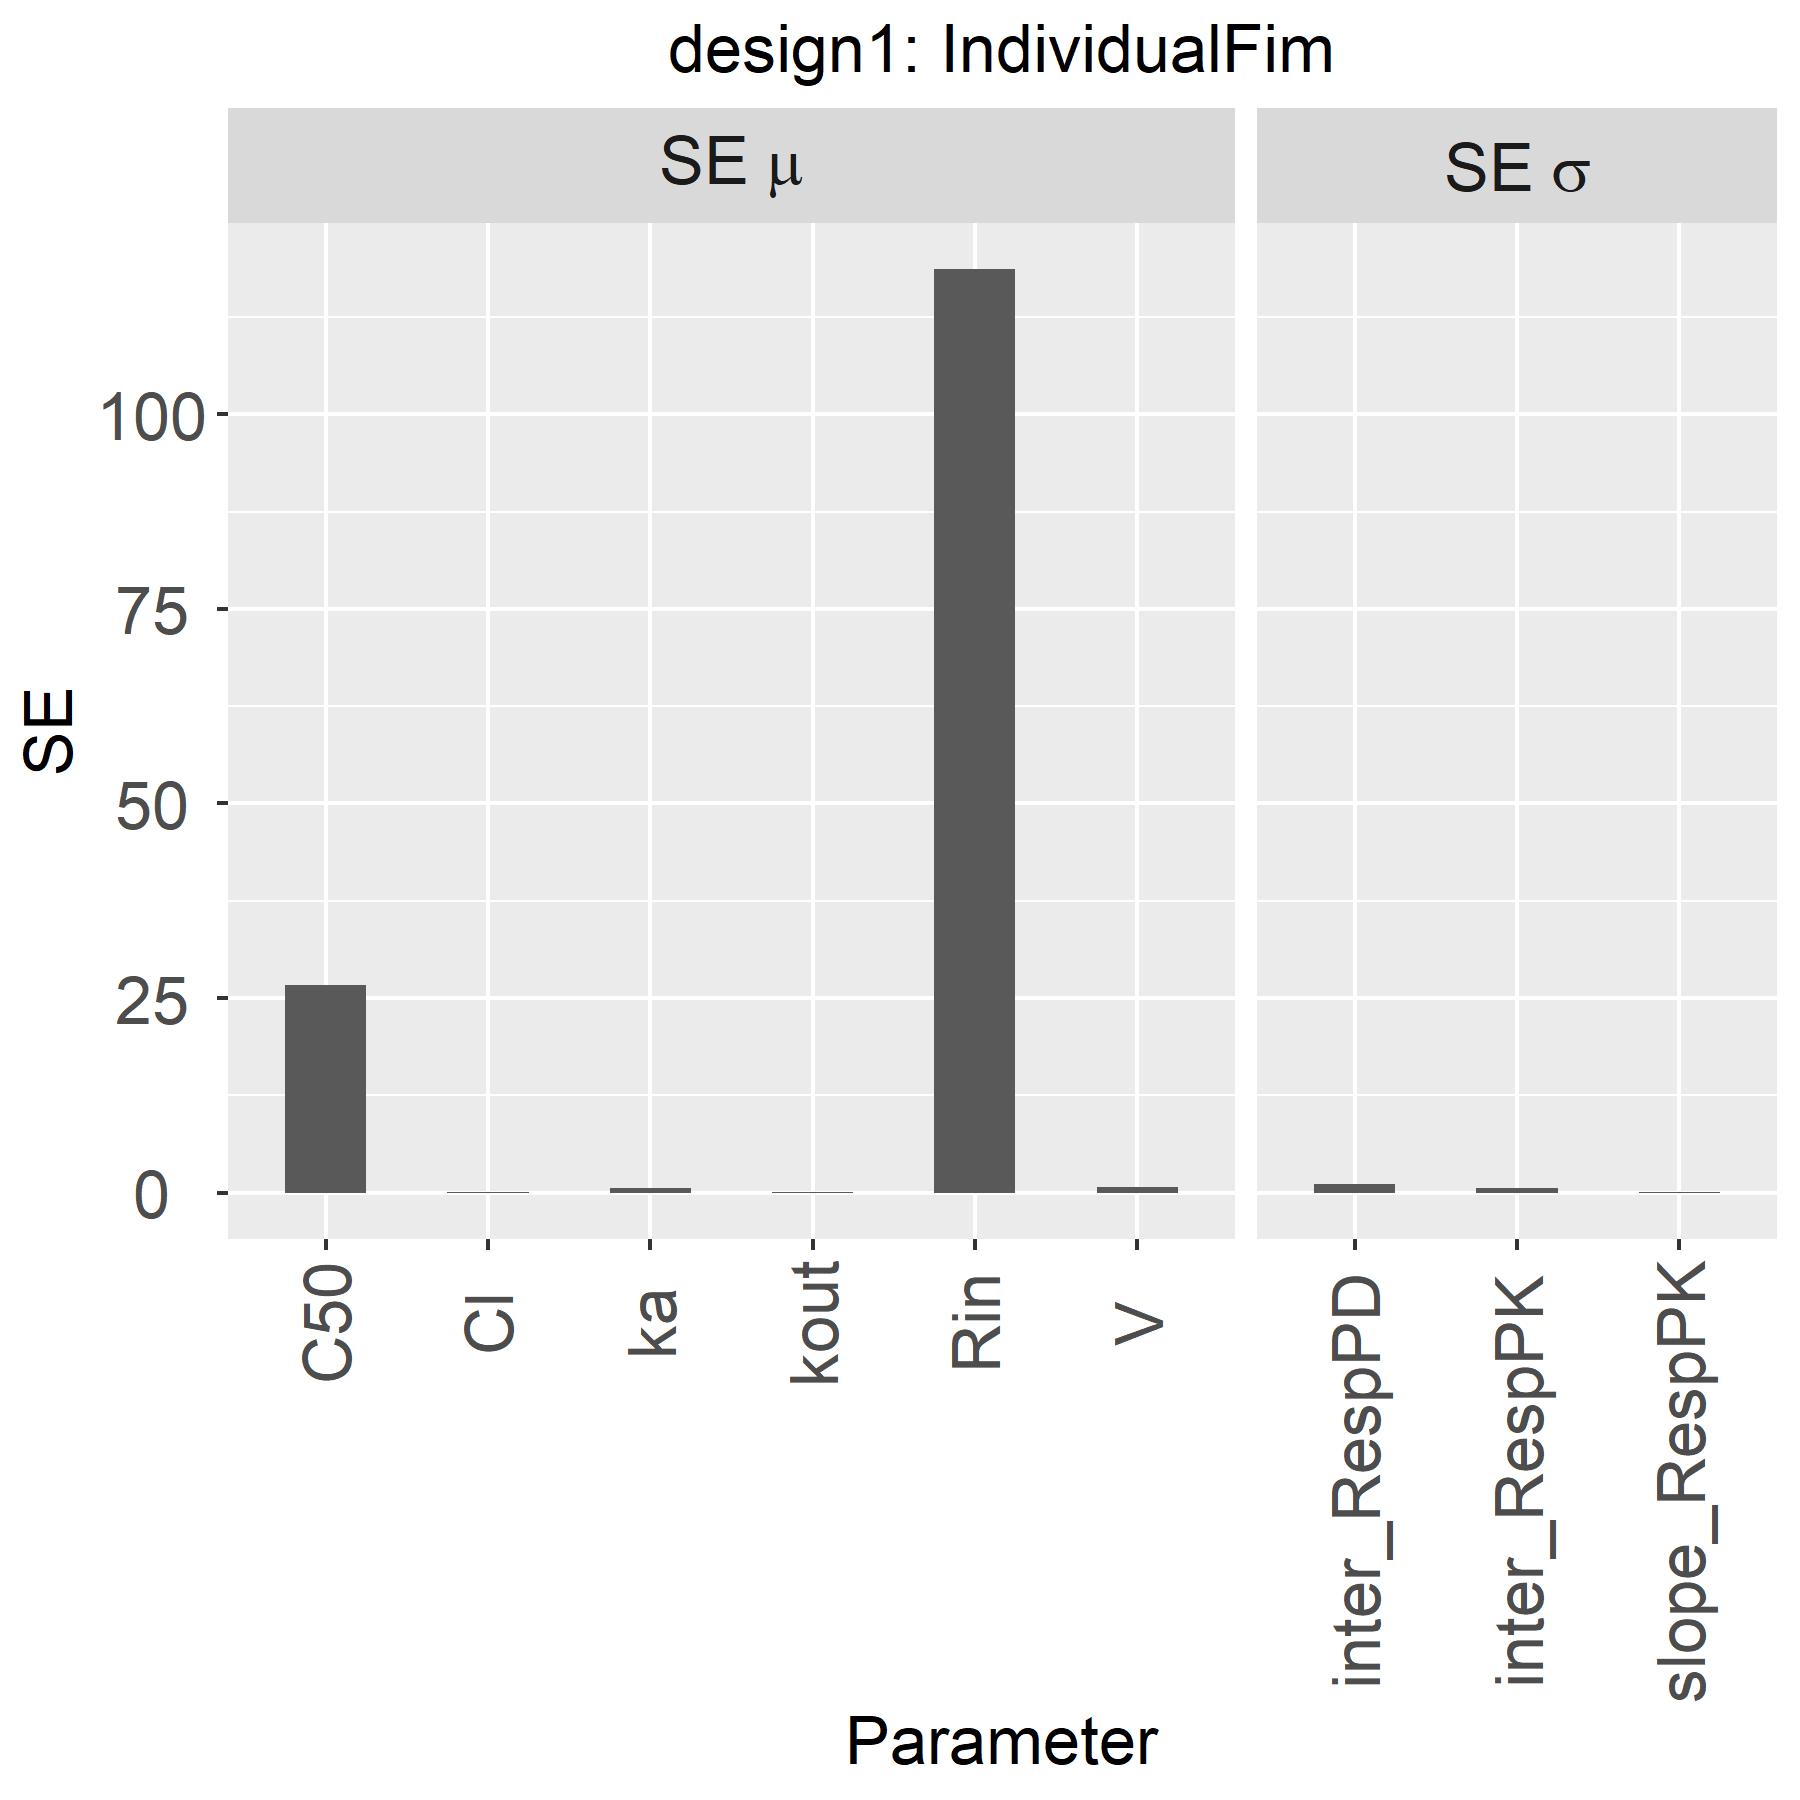 design1: IndividualFim
SE μ
SE σ
100
75
50
25
0
SE
C50
Cl
ka
kout
Rin
V
inter_RespPD
inter_RespPK
slope_RespPK
Parameter